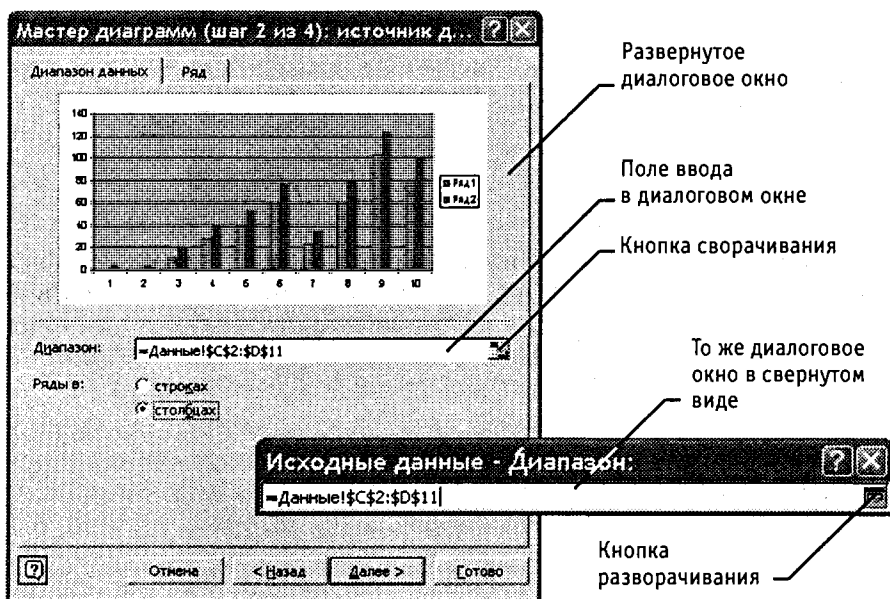 Мастер диаграмм (шаг 2 из 4): источник д...
Диапазон данных
Ряд
140
120
100
80
60
40
20
0
1 2 3 4 5 6 7 8 9 10
Ряд1
Ряд2
Диапазон:
=Данные!$C$2:$D$11
Ряды в:
строках
столбцах
Отмена
< Назад
Далее >
Готово
Исходные данные - Диапазон:
=Данные!$C$2:$D$11
Развернутое
диалоговое окно
Поле ввода
в диалоговом окне
Кнопка сворачивания
То же диалоговое
окно в свернутом
виде
Кнопка
разворачивания